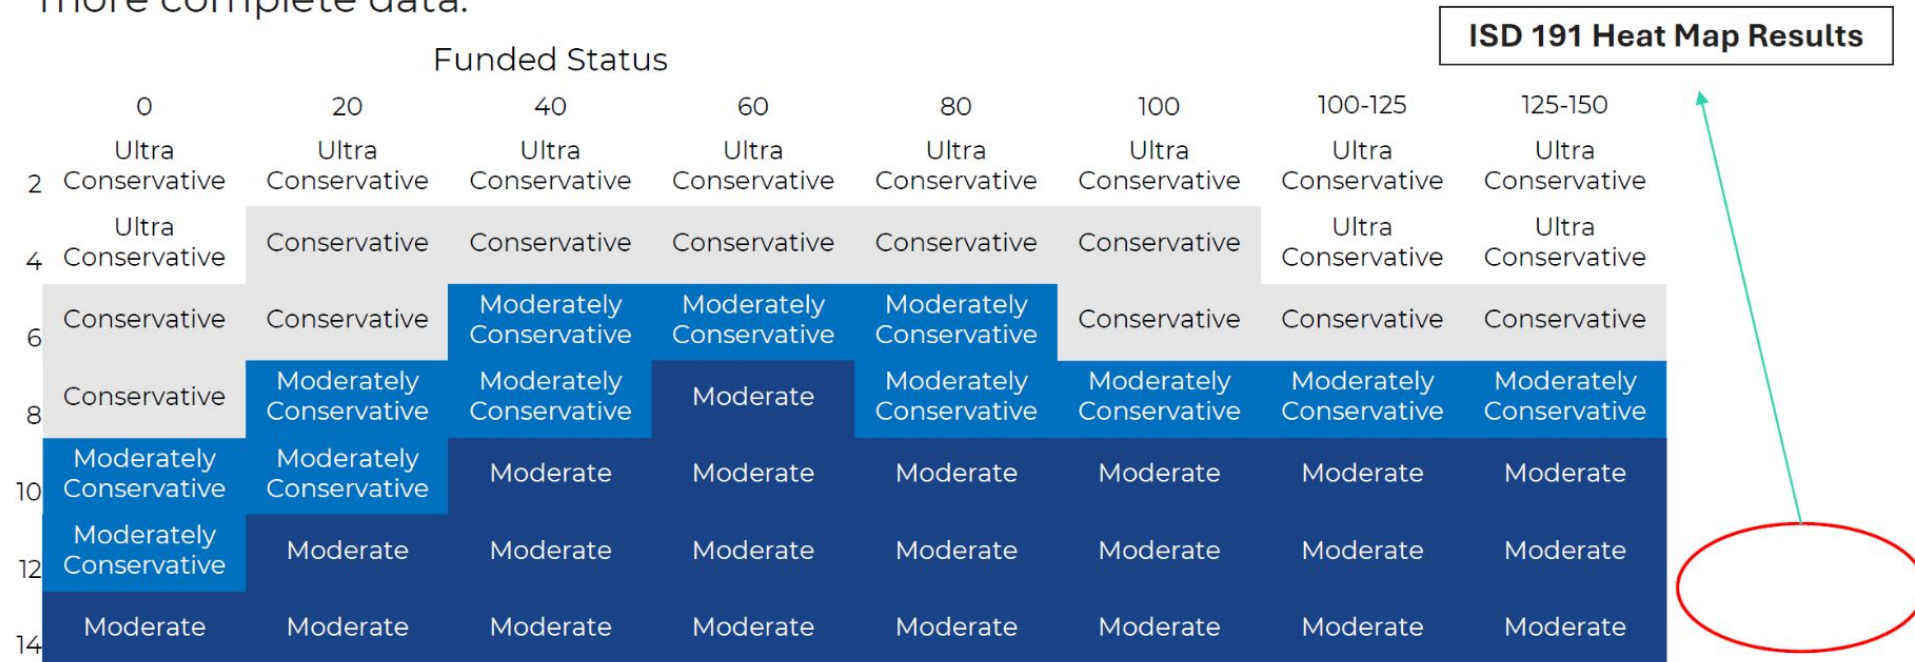 more complete data.
ISD 191 Heat Map Results
Funded Status
0 20 40 60 80 100 100-125 125-150
Ultra Ultra Ultra Ultra Ultra Ultra Ultra Ultra
2 Conservative Conservative Conservative Conservative Conservative Conservative Conservative Conservative
Ultra Ultra Ultra
Conservative Conservative Conservative Conservative Conservative
4 Conservative Conservative Conservative
Moderately Moderately Moderately
Conservative Conservative Conservative Conservative Conservative
6 Conservative Conservative Conservative
Moderately Moderately Moderately Moderately Moderately Moderately
Conservative Moderate
8 Conservative Conservative Conservative Conservative Conservative Conservative
Moderately Moderately
Moderate Moderate Moderate Moderate Moderate Moderate
10 Conservative Conservative
Moderately
Moderate Moderate Moderate Moderate Moderate Moderate Moderate
12 Conservative
Moderate Moderate Moderate Moderate Moderate Moderate Moderate Moderate
14